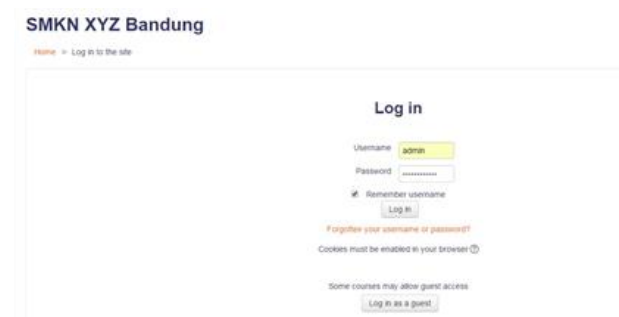 SMKN XYZ Bandung
Home » Log in to the site
Log in
Username admin
Password ••••••••••••
Remember username
Log in
Forgotten your username or password?
Cookies must be enabled in your browser
Some courses may allow guest access
Log in as a guest